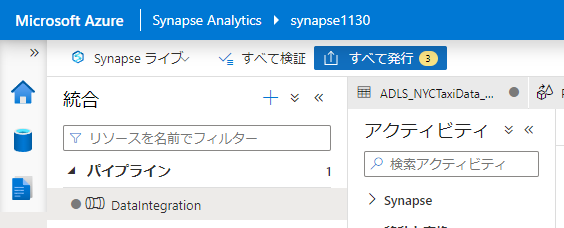 Microsoft Azure Synapse Analytics ▸ synapse1130
» Synapse ライブ すべて検証 すべて発行 3
統合
ADLS_NYCTaxiData_...
アクティビティ
リソースを名前でフィルター
検索アクティビティ
パイプライン 1
Synapse
DataIntegration